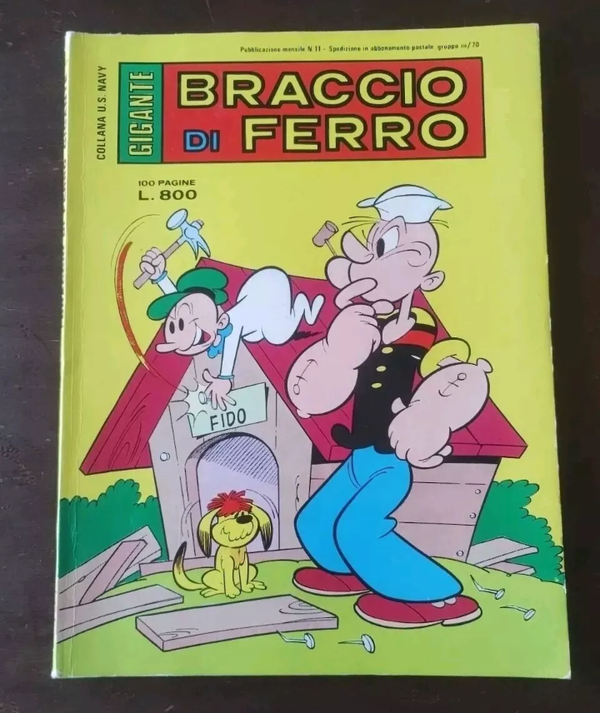 Pubblicazione mensile N.11 - Spedizione in abbonamento postale gruppo III/70
COLLANA U.S. NAVY
GIGANTE
BRACCIO
DI FERRO
100 PAGINE
L. 800
FIDO